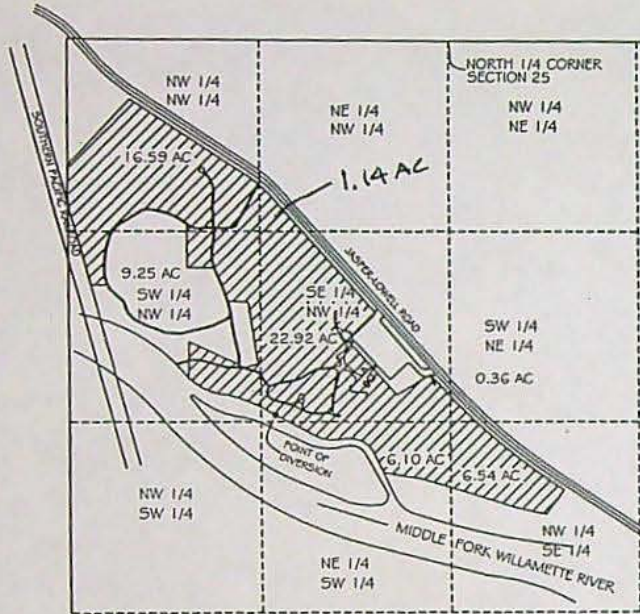 NORTH 1/4 CORNER
SECTION 25
NW 1/4
NW 1/4
NE 1/4
NW 1/4
NW 1/4
NE 1/4
SOUTHERN PACIFIC RAILROAD
16.59 AC
1.14 AC
JASPER-LOWELL ROAD
9.25 AC
SW 1/4
NW 1/4
SE 1/4
NW 1/4
22.92 AC
SW 1/4
NE 1/4
0.36 AC
POINT OF
DIVERSION
6.10 AC
6.54 AC
NW 1/4
SW 1/4
NE 1/4
SW 1/4
NW 1/4
SE 1/4
MIDDLE FORK WILLAMETTE RIVER